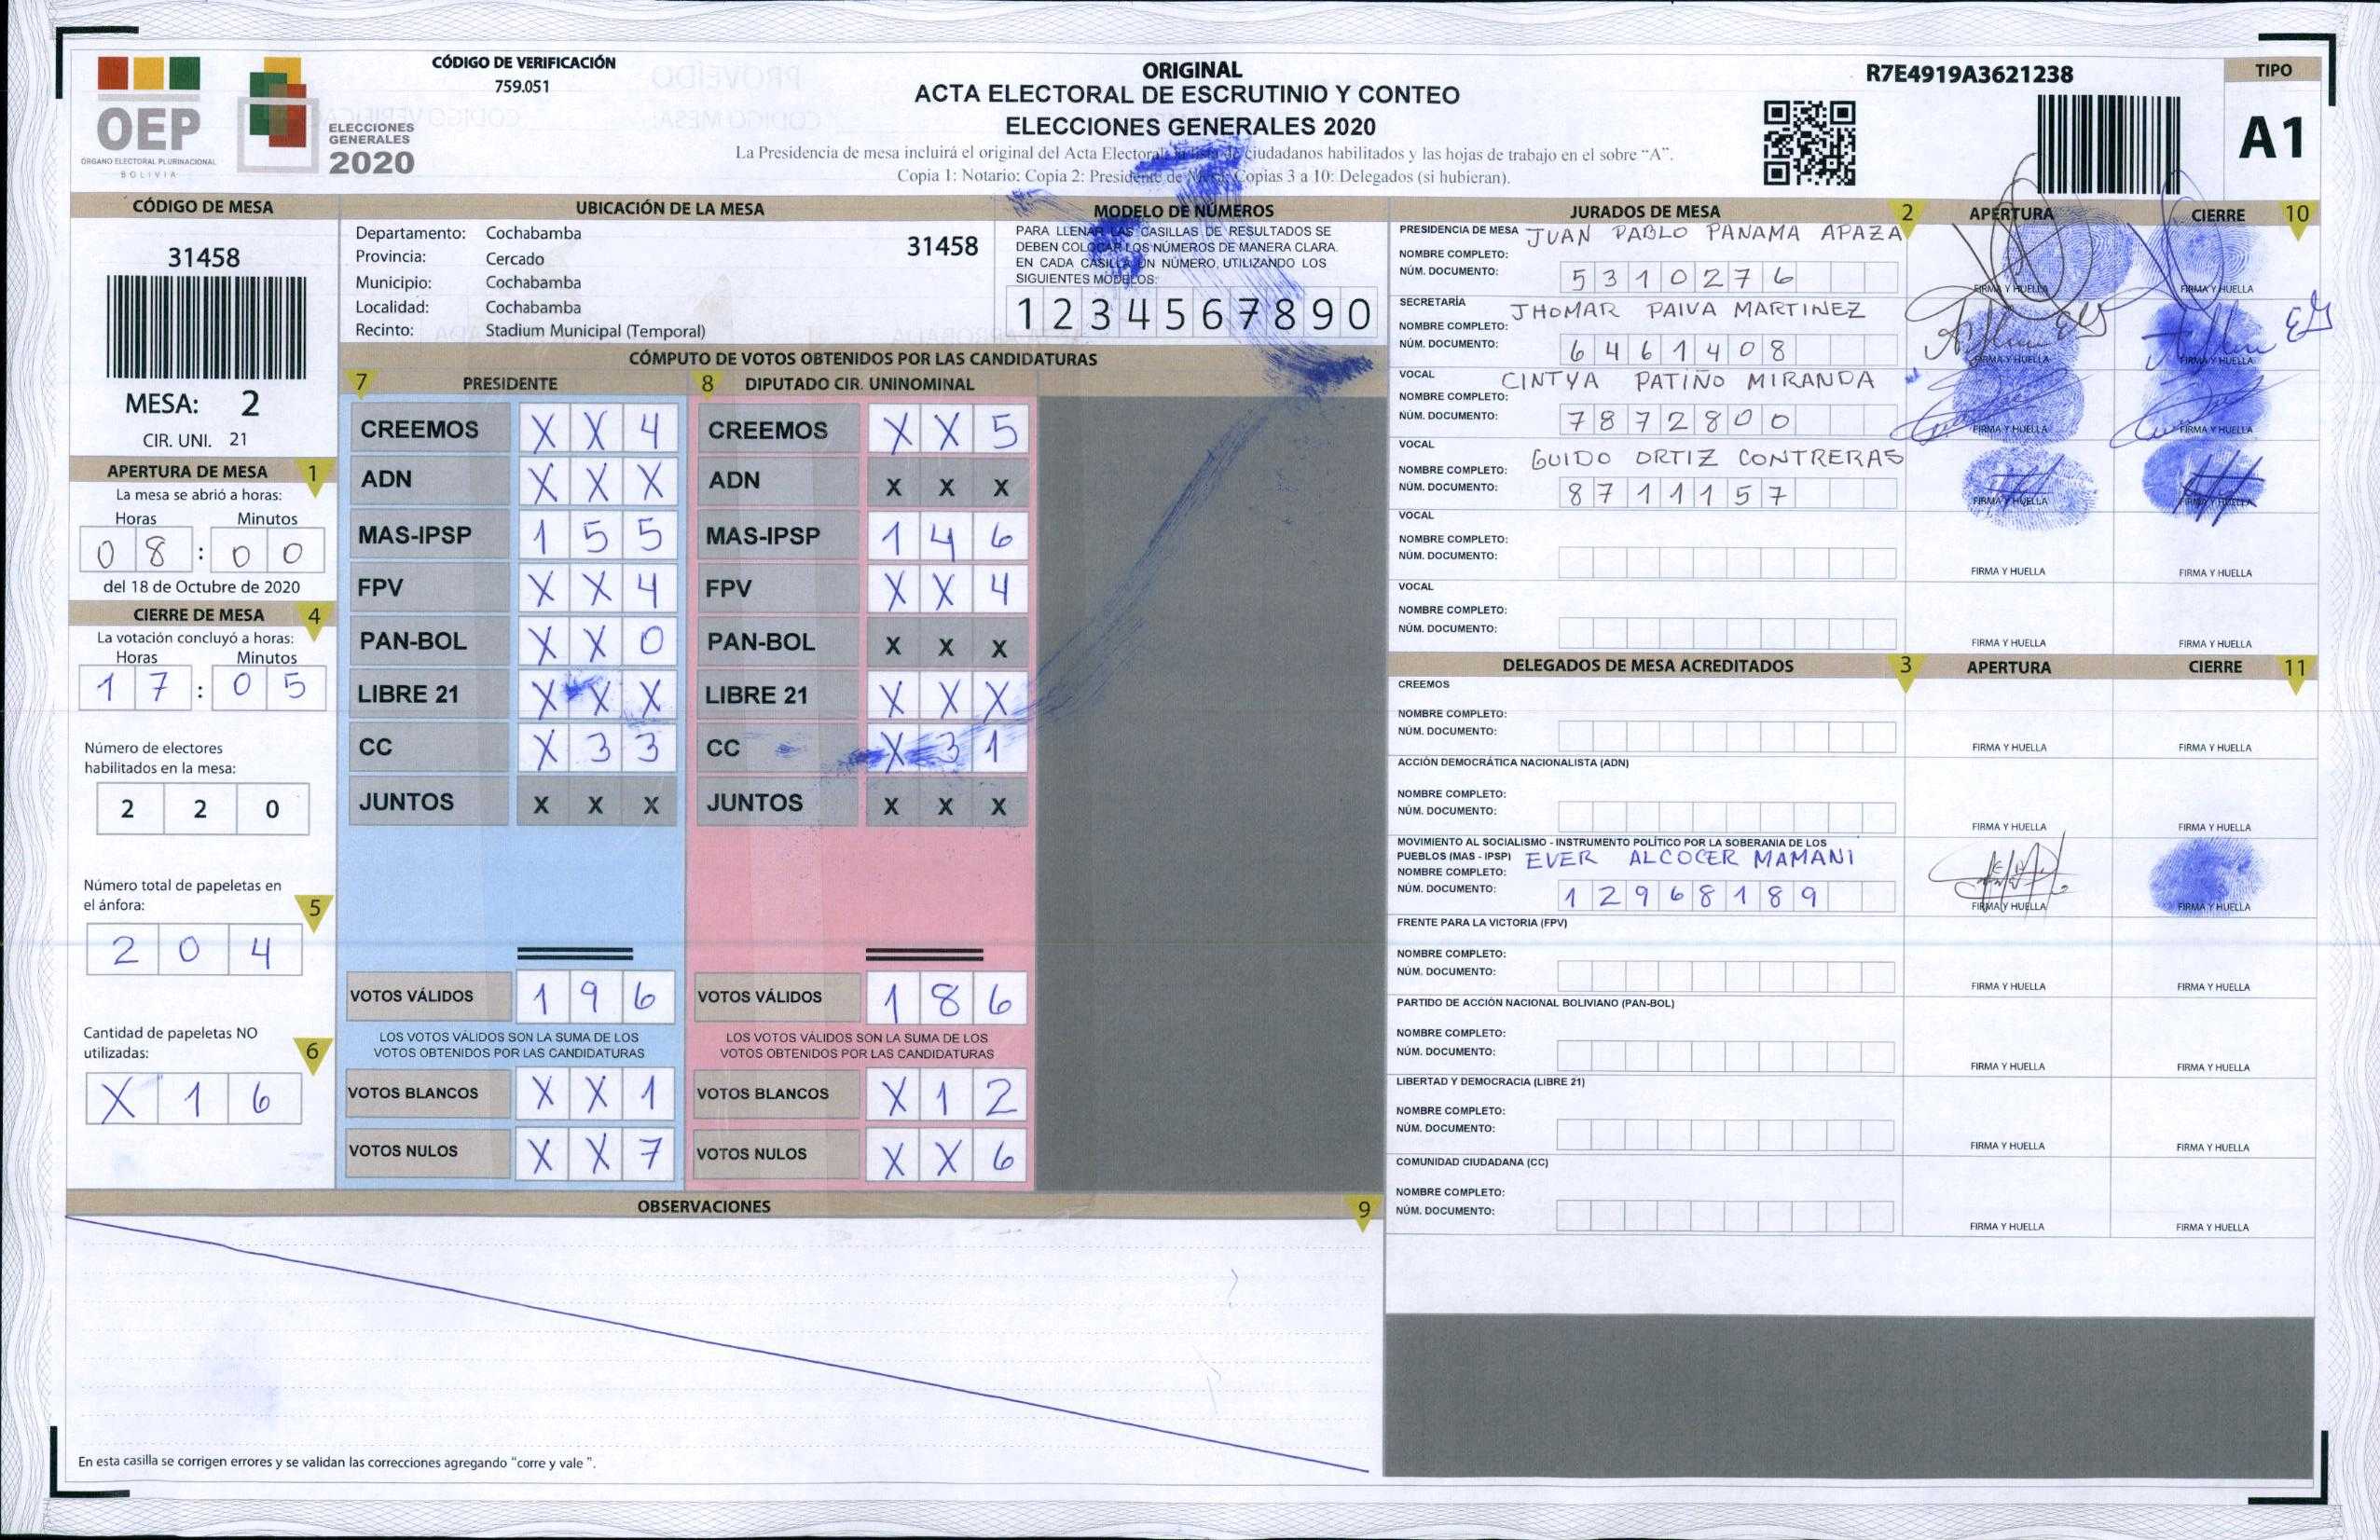 CÓDIGO DE VERIFICACIÓN
759.051
OEP
ÓRGANO ELECTORAL PLURINACIONAL
BOLIVIA
ELECCIONES
GENERALES
2020
ORIGINAL
ACTA ELECTORAL DE ESCRUTINIO Y CONTEO
ELECCIONES GENERALES 2020
La Presidencia de mesa incluirá el original del Acta Electoral, la lista de ciudadanos habilitados y las hojas de trabajo en el sobre “A”.
Copia 1: Notario: Copia 2: Presidente de Mesa: Copias 3 a 10: Delegados (si hubieran).
R7E4919A3621238
TIPO
A1
CÓDIGO DE MESA
31458
MESA: 2
CIR. UNI. 21
APERTURA DE MESA 1
La mesa se abrió a horas:
Horas Minutos
0 8 : 0 0
del 18 de Octubre de 2020
CIERRE DE MESA 4
La votación concluyó a horas:
Horas Minutos
1 7 : 0 5
Número de electores
habilitados en la mesa:
2 2 0
Número total de papeletas en
el ánfora: 5
2 0 4
Cantidad de papeletas NO
utilizadas: 6
X 1 6
UBICACIÓN DE LA MESA
Departamento: Cochabamba 31458
Provincia: Cercado
Municipio: Cochabamba
Localidad: Cochabamba
Recinto: Stadium Municipal (Temporal)
MODELO DE NÚMEROS
PARA LLENAR LAS CASILLAS DE RESULTADOS SE
DEBEN COLOCAR LOS NÚMEROS DE MANERA CLARA.
EN CADA CASILLA UN NÚMERO, UTILIZANDO LOS
SIGUIENTES MODELOS:
1 2 3 4 5 6 7 8 9 0
CÓMPUTO DE VOTOS OBTENIDOS POR LAS CANDIDATURAS
7 PRESIDENTE
CREEMOS X X 4
ADN X X X
MAS-IPSP 1 5 5
FPV X X 4
PAN-BOL X X 0
LIBRE 21 X X X
CC X 3 3
JUNTOS X X X
VOTOS VÁLIDOS 1 9 6
LOS VOTOS VÁLIDOS SON LA SUMA DE LOS
VOTOS OBTENIDOS POR LAS CANDIDATURAS
VOTOS BLANCOS X X 1
VOTOS NULOS X X 7
8 DIPUTADO CIR. UNINOMINAL
CREEMOS X X 5
ADN X X X
MAS-IPSP 1 4 6
FPV X X 4
PAN-BOL X X X
LIBRE 21 X X X
CC X 3 1
JUNTOS X X X
VOTOS VÁLIDOS 1 8 6
LOS VOTOS VÁLIDOS SON LA SUMA DE LOS
VOTOS OBTENIDOS POR LAS CANDIDATURAS
VOTOS BLANCOS X 1 2
VOTOS NULOS X X 6
OBSERVACIONES 9
En esta casilla se corrigen errores y se validan las correcciones agregando “corre y vale ”.
JURADOS DE MESA 2 APERTURA CIERRE 10
PRESIDENCIA DE MESA JUAN PABLO PANAMA APAZA
NOMBRE COMPLETO:
NÚM. DOCUMENTO: 5 3 1 0 2 7 6
FIRMA Y HUELLA FIRMA Y HUELLA
SECRETARÍA JHOMAR PAIVA MARTINEZ
NOMBRE COMPLETO:
NÚM. DOCUMENTO: 6 4 6 1 4 0 8
FIRMA Y HUELLA FIRMA Y HUELLA
VOCAL CINTYA PATIÑO MIRANDA
NOMBRE COMPLETO:
NÚM. DOCUMENTO: 7 8 7 2 8 0 0
FIRMA Y HUELLA FIRMA Y HUELLA
VOCAL GUIDO ORTIZ CONTRERAS
NOMBRE COMPLETO:
NÚM. DOCUMENTO: 8 7 1 1 1 5 7
FIRMA Y HUELLA FIRMA Y HUELLA
VOCAL
NOMBRE COMPLETO:
NÚM. DOCUMENTO:
FIRMA Y HUELLA FIRMA Y HUELLA
VOCAL
NOMBRE COMPLETO:
NÚM. DOCUMENTO:
FIRMA Y HUELLA FIRMA Y HUELLA
DELEGADOS DE MESA ACREDITADOS 3 APERTURA CIERRE 11
CREEMOS
NOMBRE COMPLETO:
NÚM. DOCUMENTO:
FIRMA Y HUELLA FIRMA Y HUELLA
ACCIÓN DEMOCRÁTICA NACIONALISTA (ADN)
NOMBRE COMPLETO:
NÚM. DOCUMENTO:
FIRMA Y HUELLA FIRMA Y HUELLA
MOVIMIENTO AL SOCIALISMO - INSTRUMENTO POLÍTICO POR LA SOBERANIA DE LOS
PUEBLOS (MAS - IPSP) EVER ALCOCER MAMANI
NOMBRE COMPLETO:
NÚM. DOCUMENTO: 1 2 9 6 8 1 8 9
FIRMA Y HUELLA FIRMA Y HUELLA
FRENTE PARA LA VICTORIA (FPV)
NOMBRE COMPLETO:
NÚM. DOCUMENTO:
FIRMA Y HUELLA FIRMA Y HUELLA
PARTIDO DE ACCIÓN NACIONAL BOLIVIANO (PAN-BOL)
NOMBRE COMPLETO:
NÚM. DOCUMENTO:
FIRMA Y HUELLA FIRMA Y HUELLA
LIBERTAD Y DEMOCRACIA (LIBRE 21)
NOMBRE COMPLETO:
NÚM. DOCUMENTO:
FIRMA Y HUELLA FIRMA Y HUELLA
COMUNIDAD CIUDADANA (CC)
NOMBRE COMPLETO:
NÚM. DOCUMENTO:
FIRMA Y HUELLA FIRMA Y HUELLA